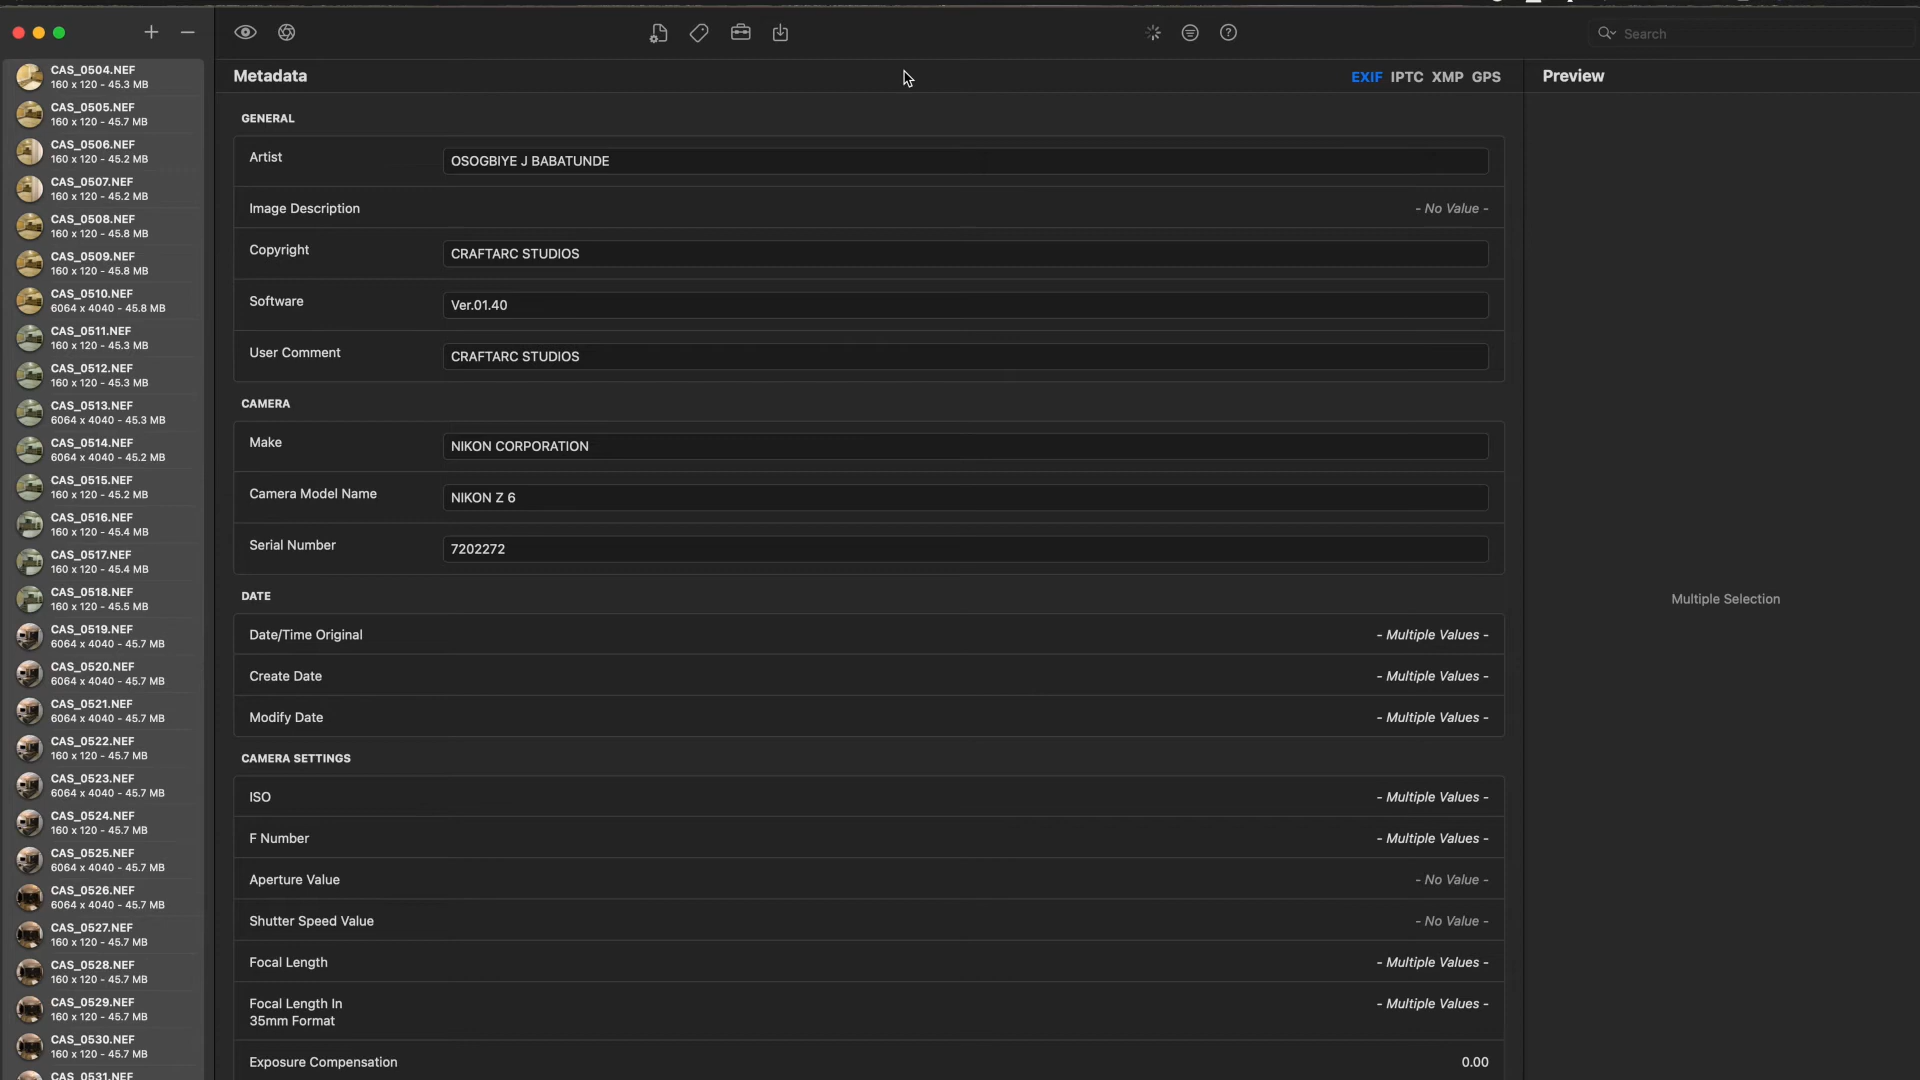 Search
CAS_0504.NEF
160 x 120 - 45.3 MB
CAS_0505.NEF
160 x 120 - 45.7 MB
CAS_0506.NEF
160 x 120 - 45.2 MB
CAS_0507.NEF
160 x 120 - 45.2 MB
CAS_0508.NEF
160 x 120 - 45.8 MB
CAS_0509.NEF
160 x 120 - 45.8 MB
CAS_0510.NEF
6064 x 4040 - 45.8 MB
CAS_0511.NEF
160 x 120 - 45.3 MB
CAS_0512.NEF
160 x 120 - 45.3 MB
CAS_0513.NEF
6064 x 4040 - 45.3 MB
CAS_0514.NEF
6064 x 4040 - 45.2 MB
CAS_0515.NEF
160 x 120 - 45.2 MB
CAS_0516.NEF
160 x 120 - 45.4 MB
CAS_0517.NEF
160 x 120 - 45.4 MB
CAS_0518.NEF
160 x 120 - 45.5 MB
CAS_0519.NEF
6064 x 4040 - 45.7 MB
CAS_0520.NEF
6064 x 4040 - 45.7 MB
CAS_0521.NEF
6064 x 4040 - 45.7 MB
CAS_0522.NEF
160 x 120 - 45.7 MB
CAS_0523.NEF
6064 x 4040 - 45.7 MB
CAS_0524.NEF
160 x 120 - 45.7 MB
CAS_0525.NEF
6064 x 4040 - 45.7 MB
CAS_0526.NEF
6064 x 4040 - 45.7 MB
CAS_0527.NEF
160 x 120 - 45.7 MB
CAS_0528.NEF
160 x 120 - 45.7 MB
CAS_0529.NEF
160 x 120 - 45.7 MB
CAS_0530.NEF
160 x 120 - 45.7 MB
CAS_0531.NEF
Metadata
EXIF IPTC XMP GPS
GENERAL
Artist OSOGBIYE J BABATUNDE
Image Description - No Value -
Copyright CRAFTARC STUDIOS
Software Ver.01.40
User Comment CRAFTARC STUDIOS
CAMERA
Make NIKON CORPORATION
Camera Model Name NIKON Z 6
Serial Number 7202272
DATE
Date/Time Original - Multiple Values -
Create Date - Multiple Values -
Modify Date - Multiple Values -
CAMERA SETTINGS
ISO - Multiple Values -
F Number - Multiple Values -
Aperture Value - No Value -
Shutter Speed Value - No Value -
Focal Length - Multiple Values -
Focal Length In - Multiple Values -
35mm Format
Exposure Compensation 0.00
Preview
Multiple Selection